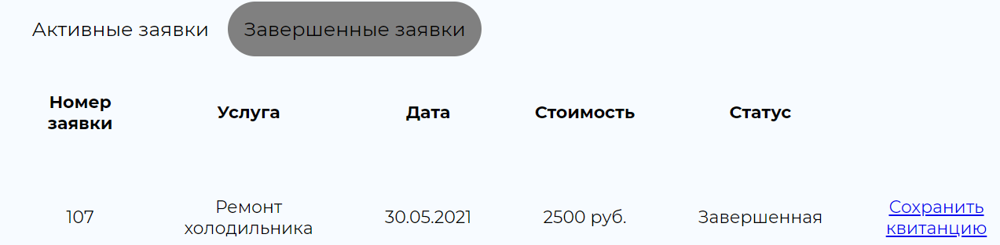 Активные заявки Завершенные заявки
Номер заявки Услуга Дата Стоимость Статус
107 Ремонт холодильника 30.05.2021 2500 руб. Завершенная Сохранить квитанцию